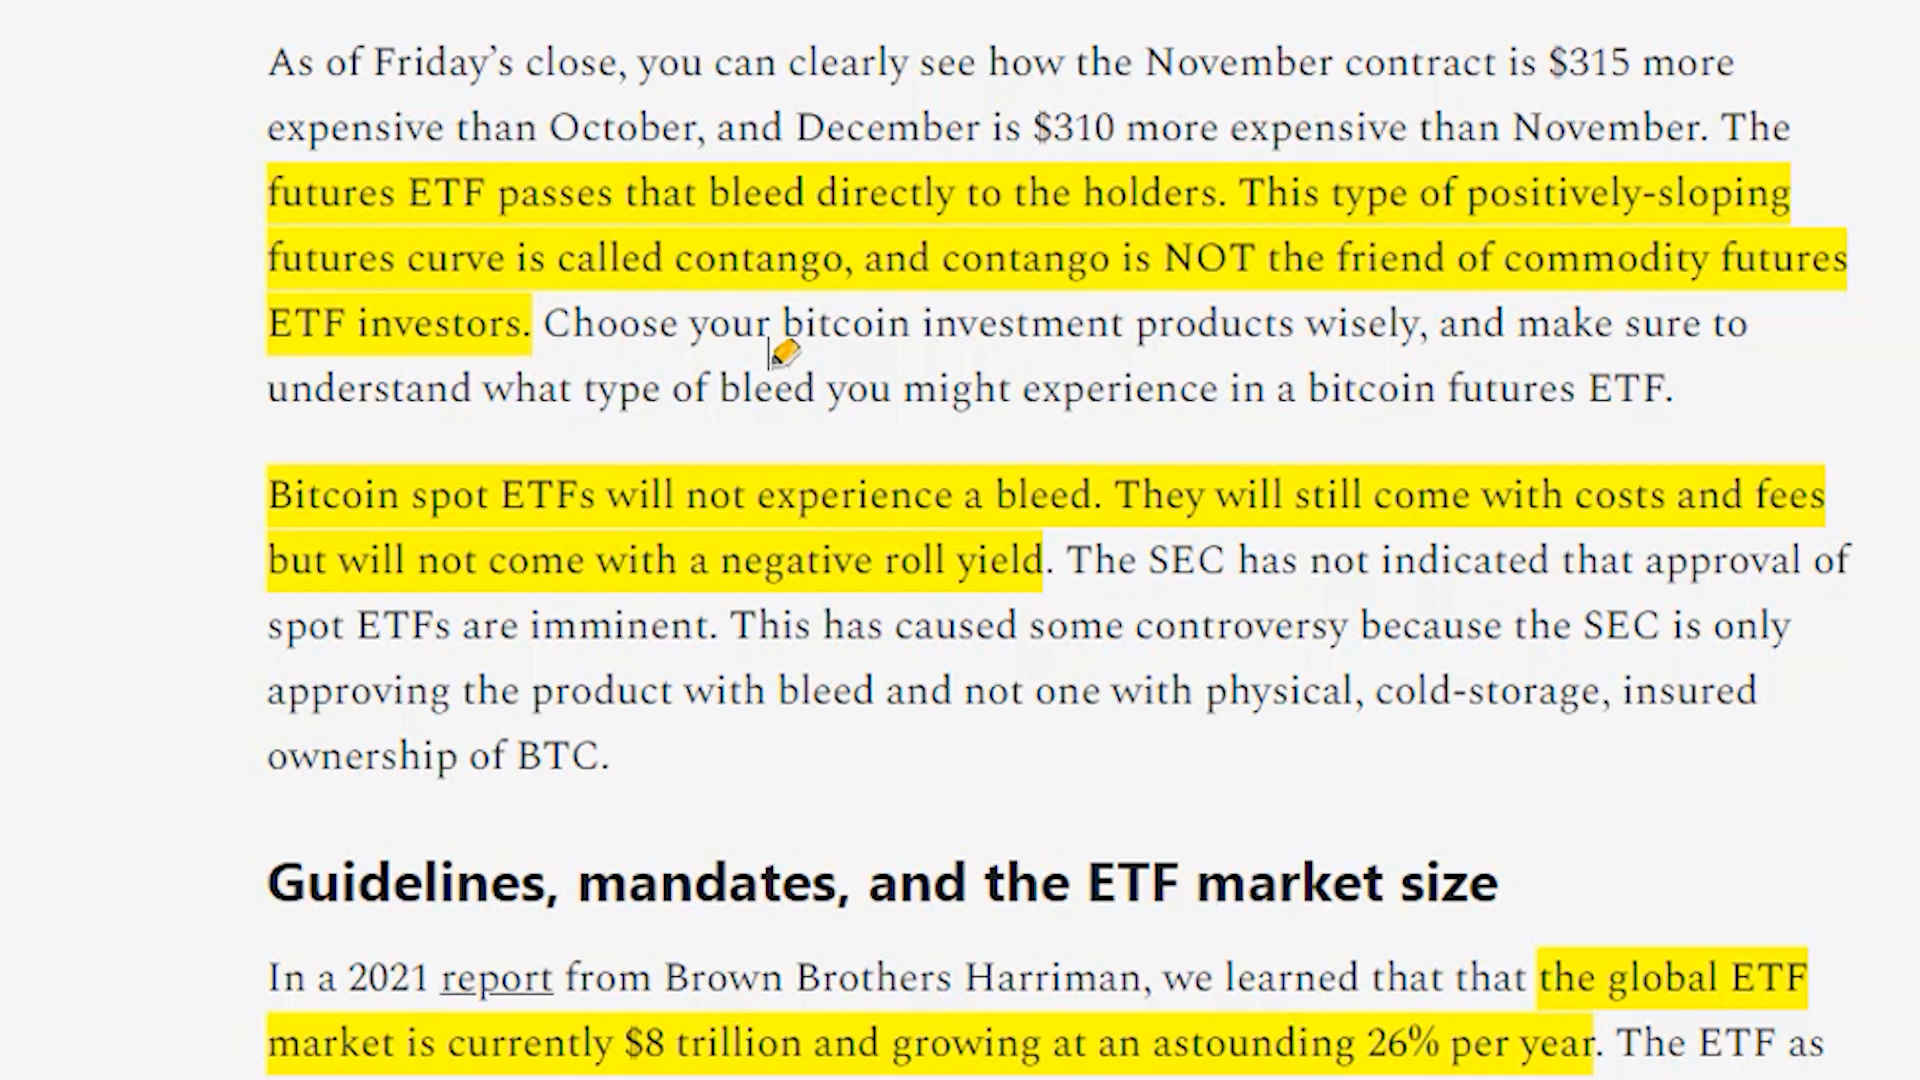 As of Friday’s close, you can clearly see how the November contract is $315 more
expensive than October, and December is $310 more expensive than November. The
futures ETF passes that bleed directly to the holders. This type of positively-sloping
futures curve is called contango, and contango is NOT the friend of commodity futures
ETF investors. Choose your bitcoin investment products wisely, and make sure to
understand what type of bleed you might experience in a bitcoin futures ETF.
Bitcoin spot ETFs will not experience a bleed. They will still come with costs and fees
but will not come with a negative roll yield. The SEC has not indicated that approval of
spot ETFs are imminent. This has caused some controversy because the SEC is only
approving the product with bleed and not one with physical, cold-storage, insured
ownership of BTC.
Guidelines, mandates, and the ETF market size
In a 2021 report from Brown Brothers Harriman, we learned that that the global ETF
market is currently $8 trillion and growing at an astounding 26% per year. The ETF as